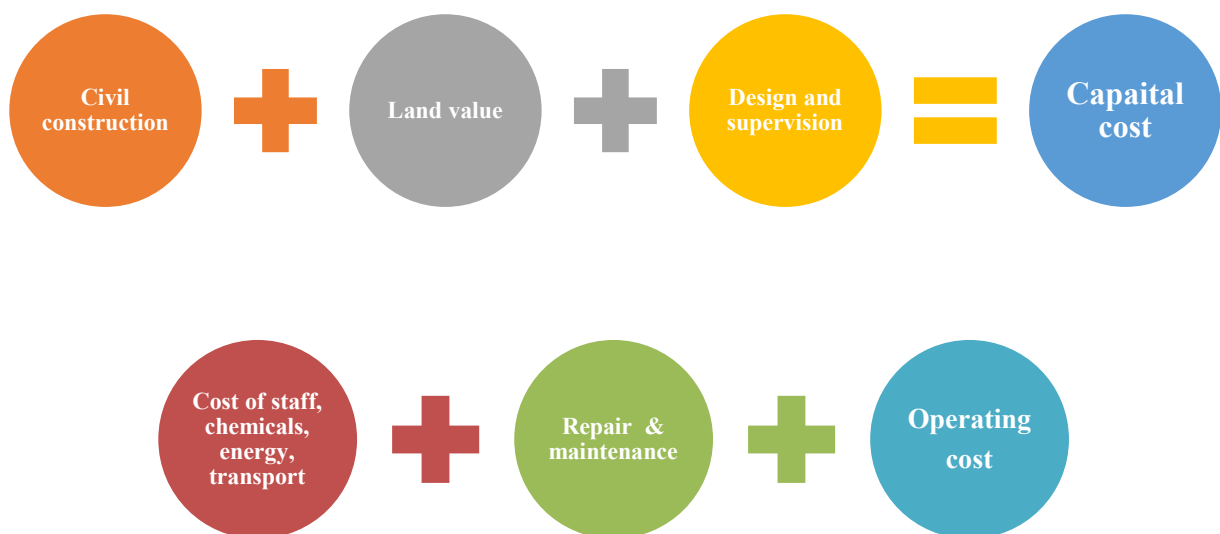 Civil
construction
Land value
Design and
supervision
Capaital
cost
Cost of staff,
chemicals,
energy,
transport
Repair &
maintenance
Operating
cost